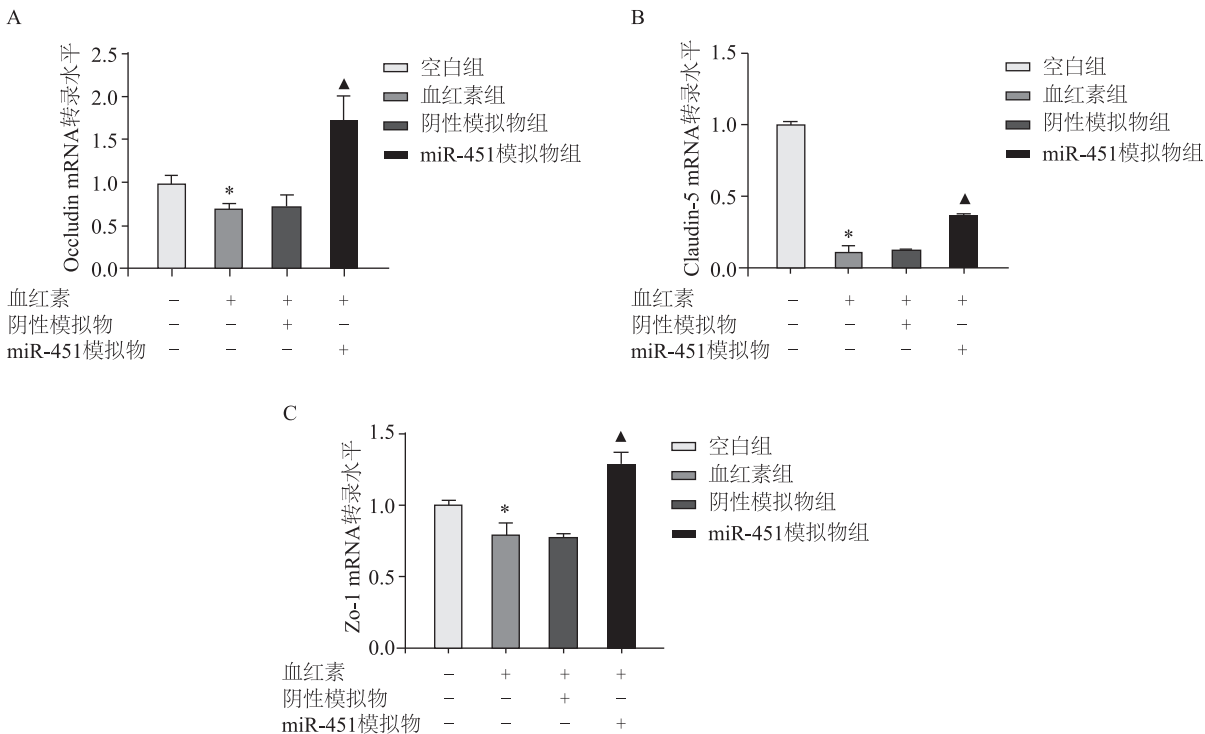 A
Occludin mRNA转录水平
2.5
2.0
1.5
1.0
0.5
0.0
*
▲
空白组
血红素组
阴性模拟物组
miR-451模拟物组
血红素 − + + +
阴性模拟物 − − + −
miR-451模拟物 − − − +
B
Claudin-5 mRNA转录水平
1.5
1.0
0.5
0.0
*
▲
空白组
血红素组
阴性模拟物组
miR-451模拟物组
血红素 − + + +
阴性模拟物 − − + −
miR-451模拟物 − − − +
C
Zo-1 mRNA转录水平
1.5
1.0
0.5
0.0
*
▲
空白组
血红素组
阴性模拟物组
miR-451模拟物组
血红素 − + + +
阴性模拟物 − − + −
miR-451模拟物 − − − +